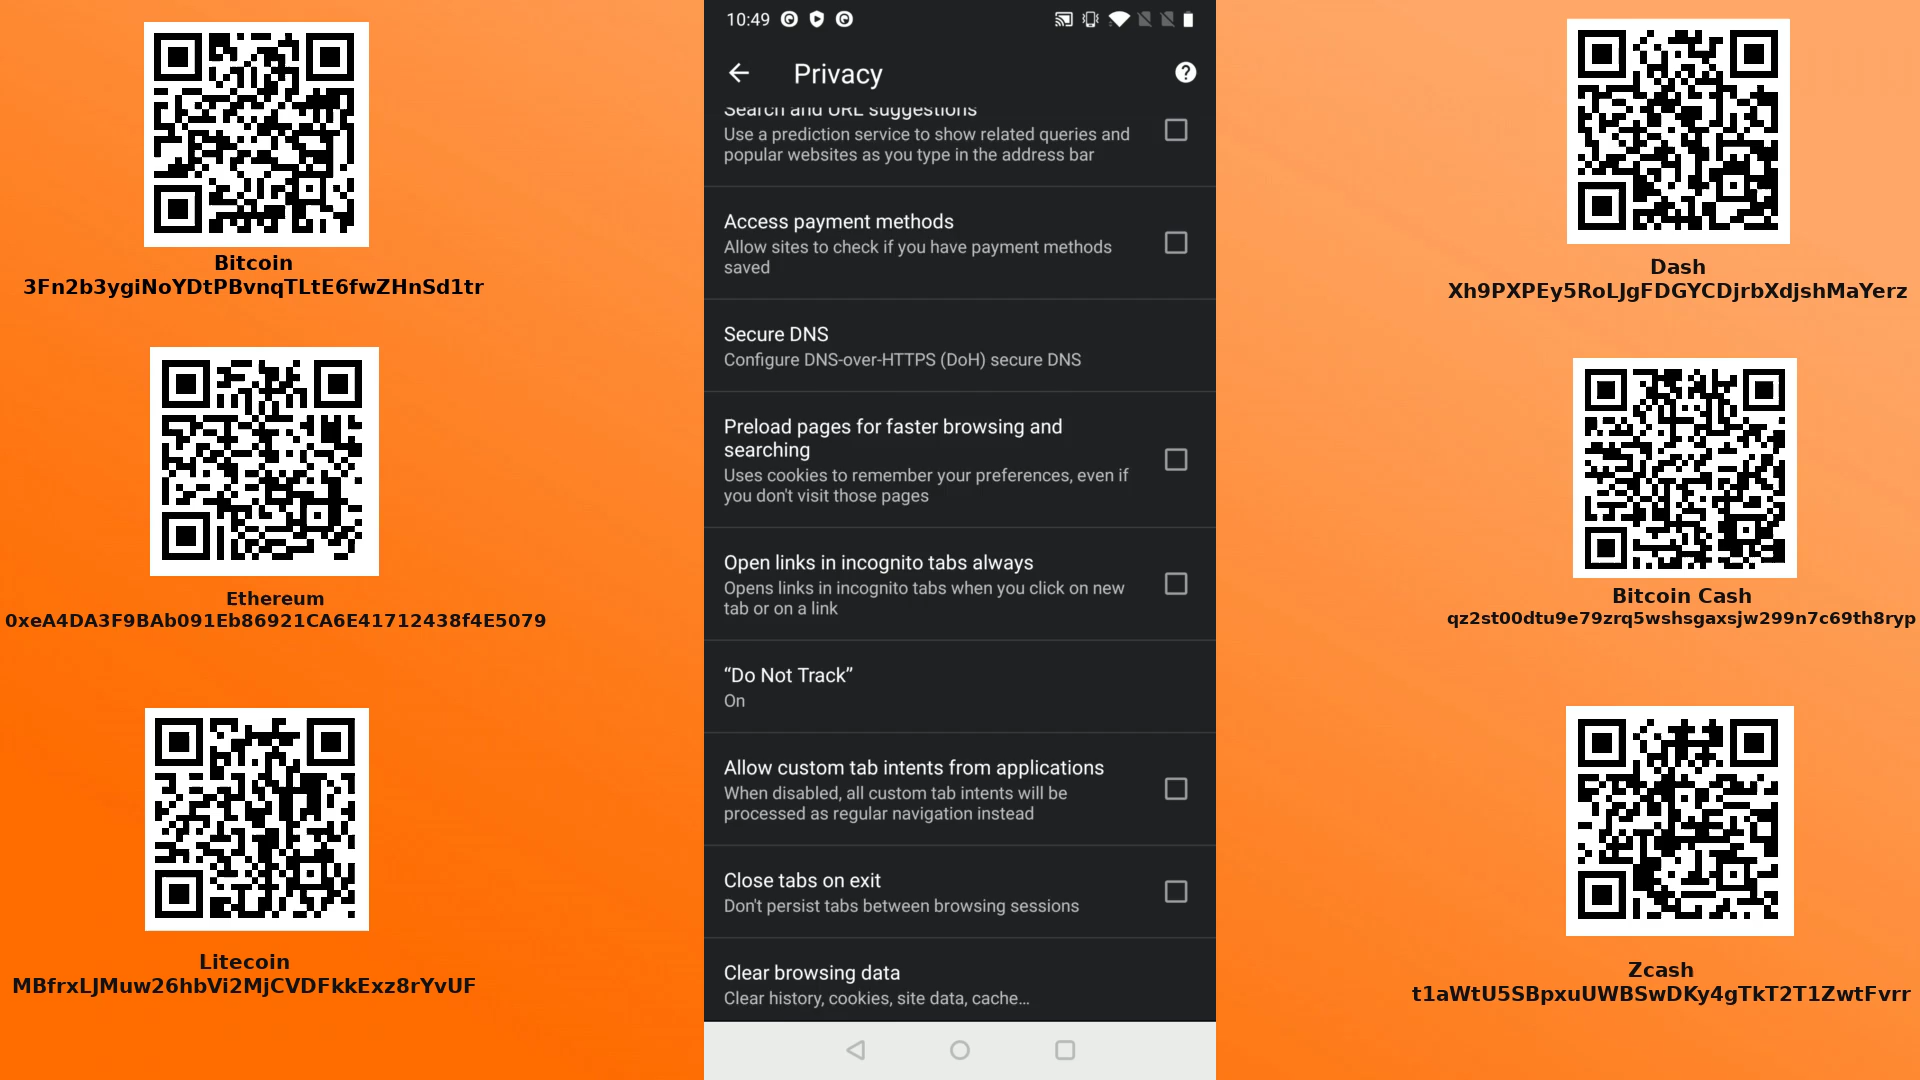 Bitcoin
3Fn2b3ygiNoYDtPBvnqTLtE6fwZHnSd1tr
Ethereum
0xeA4DA3F9BAb091Eb86921CA6E41712438f4E5079
Litecoin
MBfrxLJMuw26hbVi2MjCVDFkkExz8rYvUF
10:49
Privacy
Search and URL suggestions
Use a prediction service to show related queries and
popular websites as you type in the address bar
Access payment methods
Allow sites to check if you have payment methods
saved
Secure DNS
Configure DNS-over-HTTPS (DoH) secure DNS
Preload pages for faster browsing and
searching
Uses cookies to remember your preferences, even if
you don't visit those pages
Open links in incognito tabs always
Opens links in incognito tabs when you click on new
tab or on a link
“Do Not Track”
On
Allow custom tab intents from applications
When disabled, all custom tab intents will be
processed as regular navigation instead
Close tabs on exit
Don't persist tabs between browsing sessions
Clear browsing data
Clear history, cookies, site data, cache…
Dash
Xh9PXPEy5RoLJgFDGYCDjrbXdjshMaYerz
Bitcoin Cash
qz2st00dtu9e79zrq5wshsgaxsjw299n7c69th8ryp
Zcash
t1aWtU5SBpxuUWBSwDKy4gTkT2T1ZwtFvrr